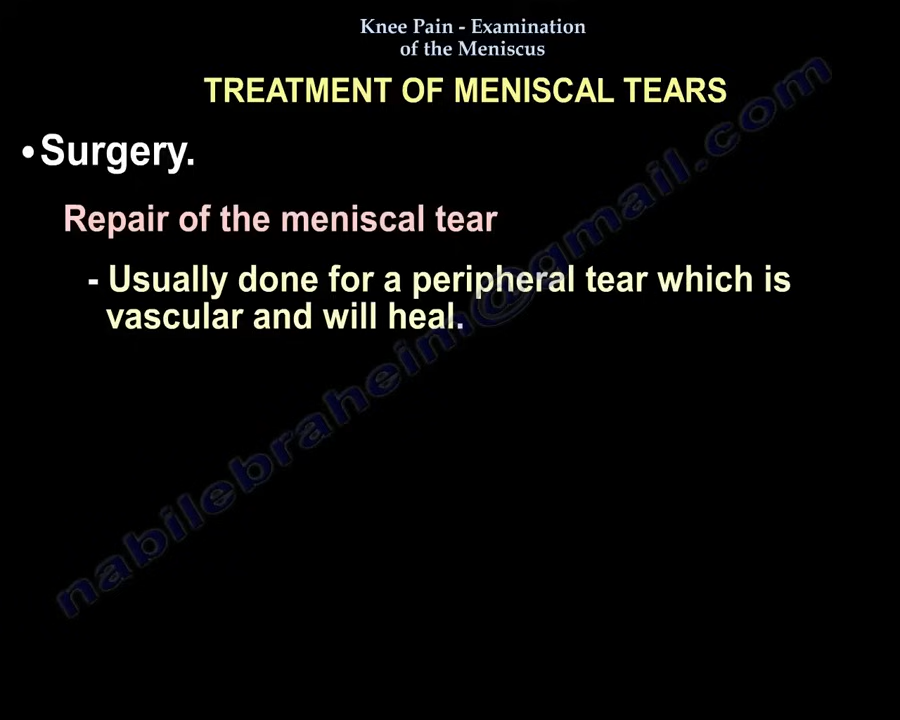 Knee Pain - Examination
of the Meniscus
TREATMENT OF MENISCAL TEARS
•Surgery.
Repair of the meniscal tear
- Usually done for a peripheral tear which is
vascular and will heal.
nabilebraheim@gmail.com